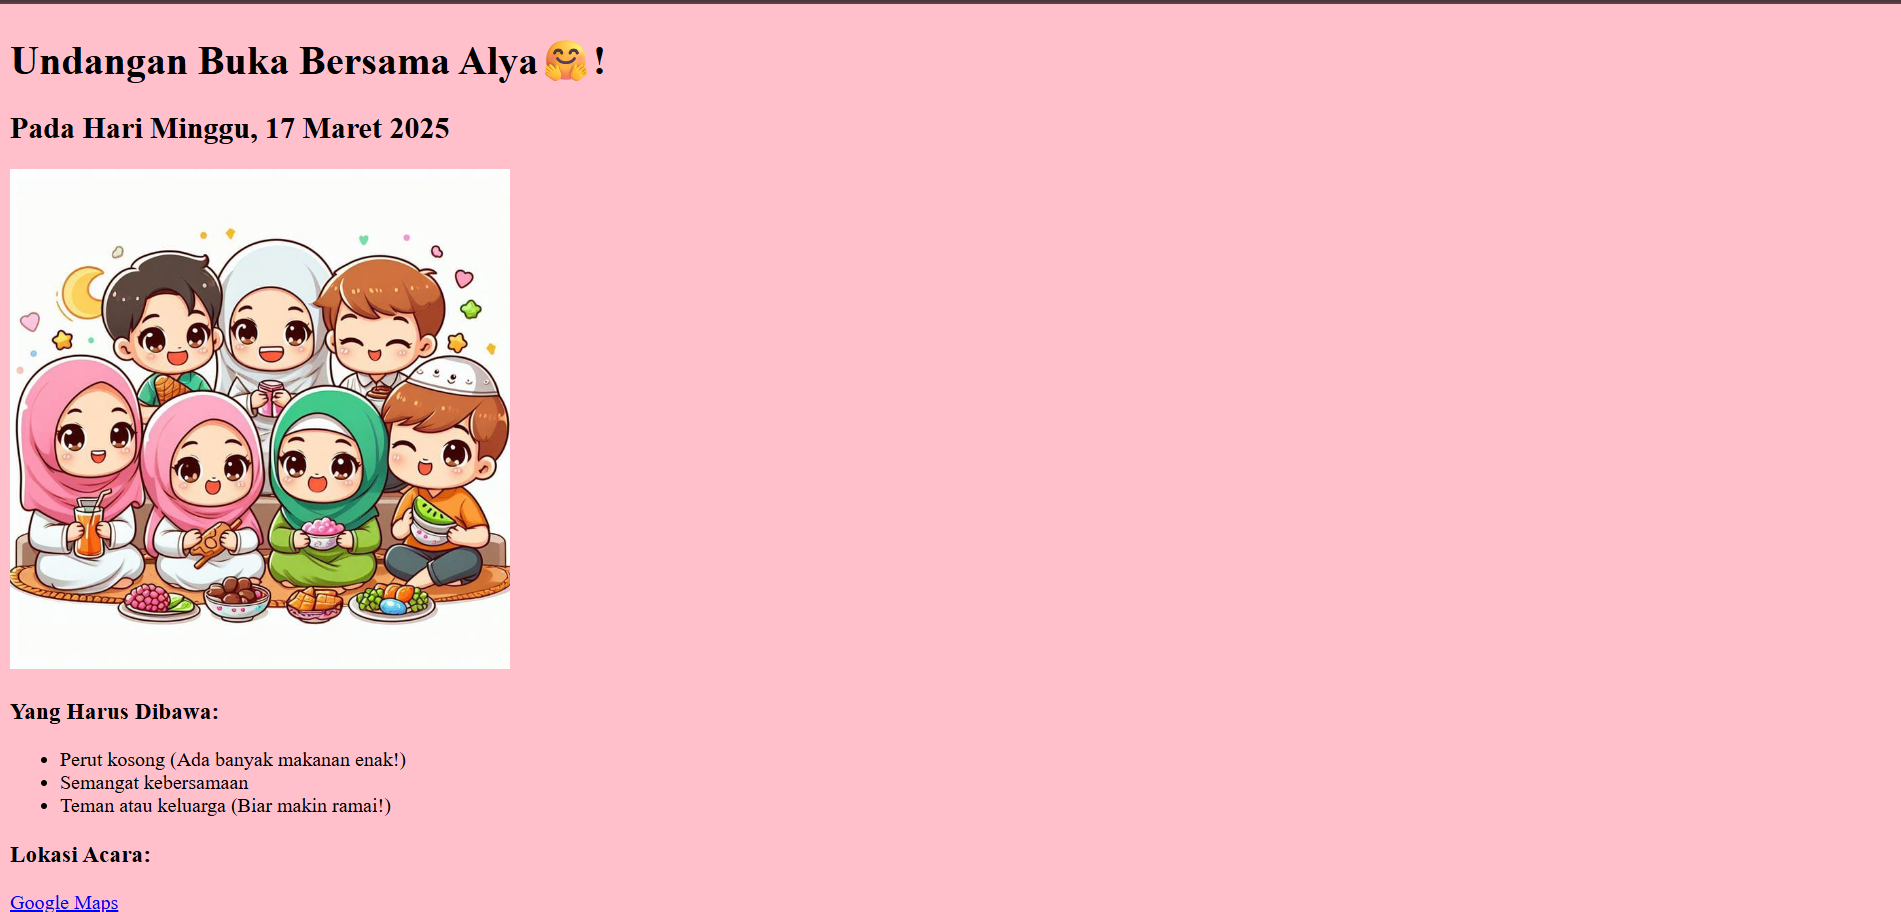 Undangan Buka Bersama Alya🤗!
Pada Hari Minggu, 17 Maret 2025
Yang Harus Dibawa:
• Perut kosong (Ada banyak makanan enak!)
• Semangat kebersamaan
• Teman atau keluarga (Biar makin ramai!)
Lokasi Acara:
Google Maps